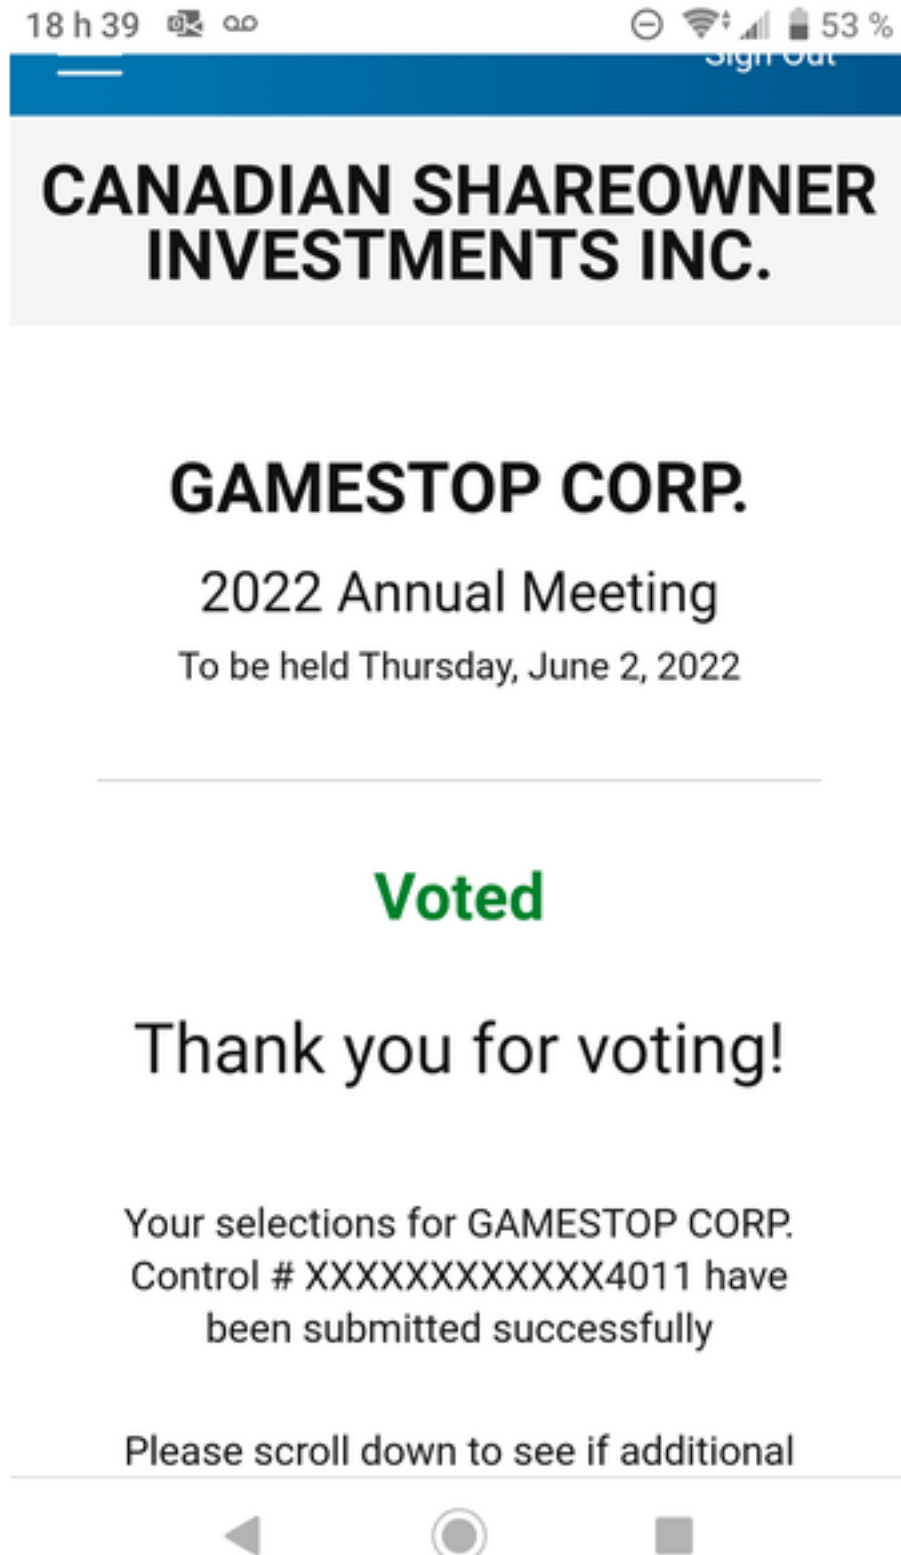 18 h 39 53 %
Sign Out
CANADIAN SHAREOWNER
INVESTMENTS INC.
GAMESTOP CORP.
2022 Annual Meeting
To be held Thursday, June 2, 2022
Voted
Thank you for voting!
Your selections for GAMESTOP CORP.
Control # XXXXXXXXXXXX4011 have
been submitted successfully
Please scroll down to see if additional